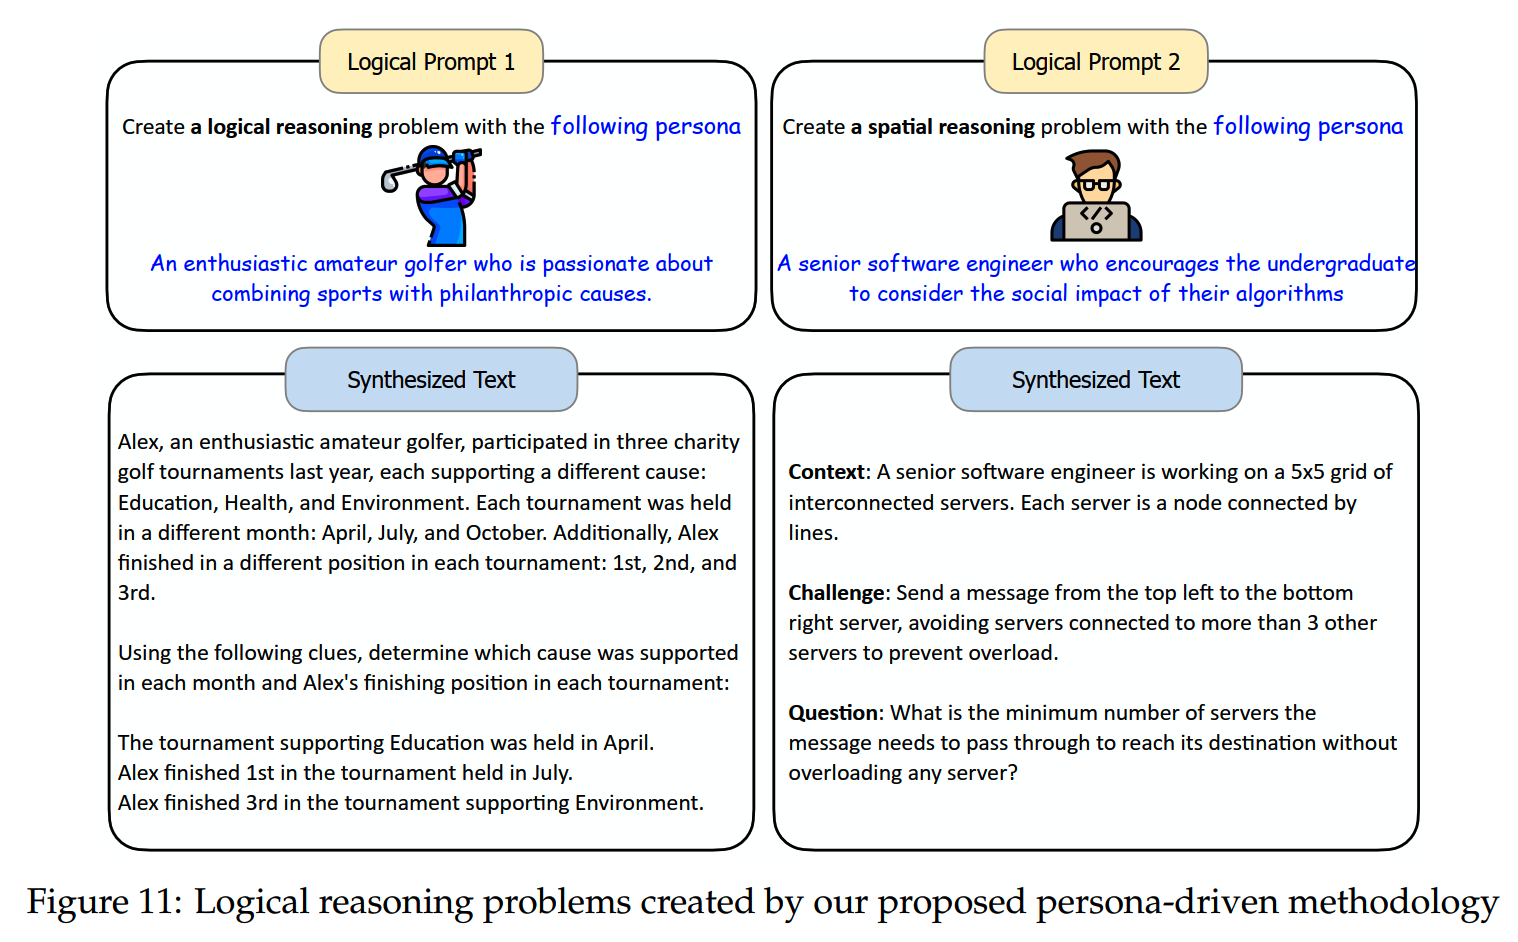 Logical Prompt 1
Create a logical reasoning problem with the following persona
An enthusiastic amateur golfer who is passionate about
combining sports with philanthropic causes.
Logical Prompt 2
Create a spatial reasoning problem with the following persona
</>
A senior software engineer who encourages the undergraduate
to consider the social impact of their algorithms
Synthesized Text
Alex, an enthusiastic amateur golfer, participated in three charity
golf tournaments last year, each supporting a different cause:
Education, Health, and Environment. Each tournament was held
in a different month: April, July, and October. Additionally, Alex
finished in a different position in each tournament: 1st, 2nd, and
3rd.
Using the following clues, determine which cause was supported
in each month and Alex's finishing position in each tournament:
The tournament supporting Education was held in April.
Alex finished 1st in the tournament held in July.
Alex finished 3rd in the tournament supporting Environment.
Synthesized Text
Context: A senior software engineer is working on a 5x5 grid of
interconnected servers. Each server is a node connected by
lines.
Challenge: Send a message from the top left to the bottom
right server, avoiding servers connected to more than 3 other
servers to prevent overload.
Question: What is the minimum number of servers the
message needs to pass through to reach its destination without
overloading any server?
Figure 11: Logical reasoning problems created by our proposed persona-driven methodology